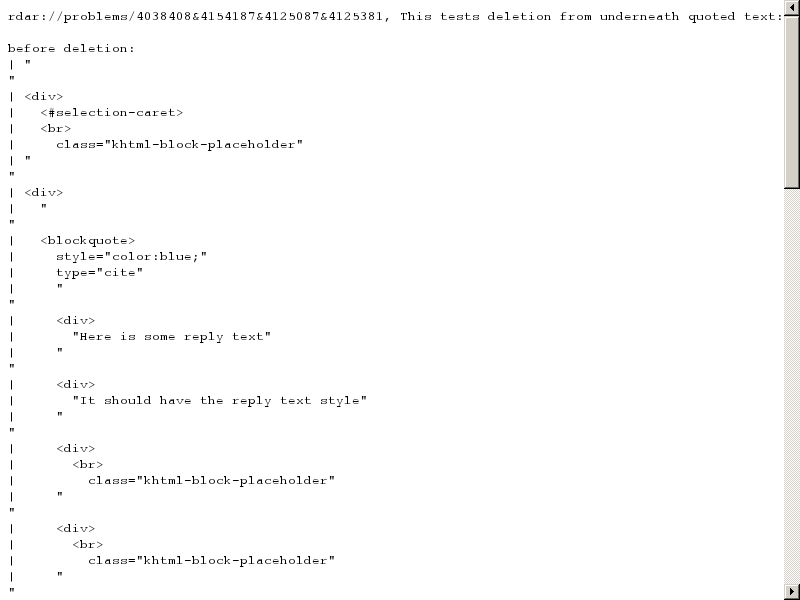 rdar://problems/4038408&4154187&4125087&4125381, This tests deletion from underneath quoted text:
before deletion:
| "
"
| <div>
|   <#selection-caret>
|   <br>
|     class="khtml-block-placeholder"
| "
"
| <div>
|   "
"
|   <blockquote>
|     style="color:blue;"
|     type="cite"
|     "
"
|     <div>
|       "Here is some reply text"
|     "
"
|     <div>
|       "It should have the reply text style"
|     "
"
|     <div>
|       <br>
|         class="khtml-block-placeholder"
|     "
"
|     <div>
|       <br>
|         class="khtml-block-placeholder"
|     "
"